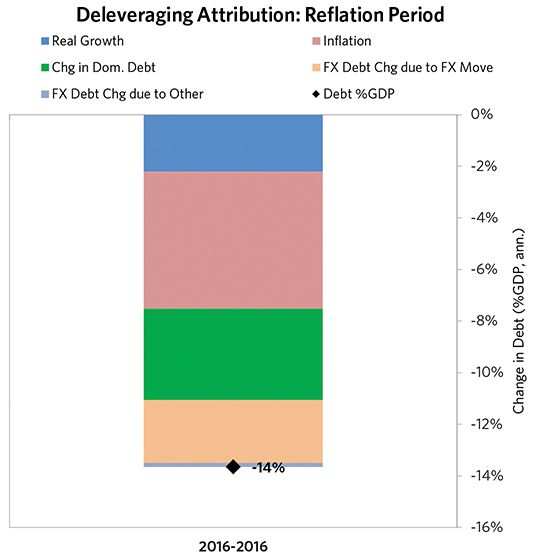 Deleveraging Attribution: Reflation Period
Real Growth
Inflation
Chg in Dom. Debt
FX Debt Chg due to FX Move
FX Debt Chg due to Other
Debt %GDP
0%
-2%
-4%
-6%
-8%
-10%
-12%
-14%
-16%
Change in Debt (%GDP, ann.)
-14%
2016-2016